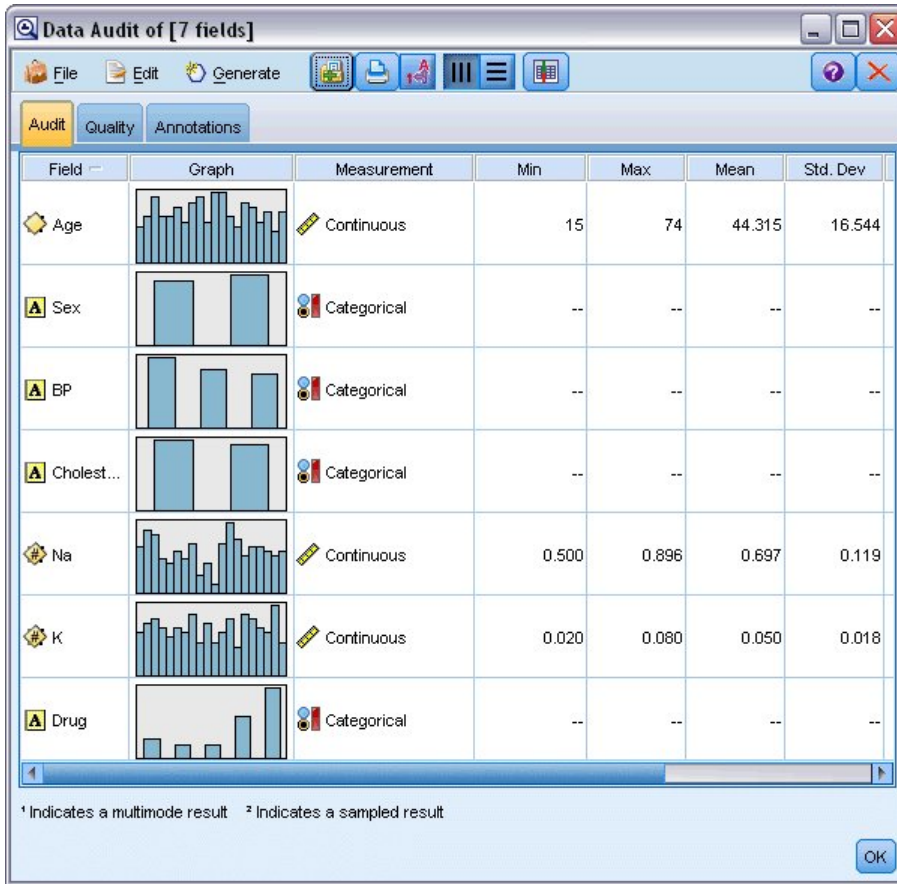 Data Audit of [7 fields]
File Edit Generate
Audit Quality Annotations
Field Graph Measurement Min Max Mean Std. Dev
Age Continuous 15 74 44.315 16.544
A Sex Categorical -- -- -- --
A BP Categorical -- -- -- --
A Cholest... Categorical -- -- -- --
# Na Continuous 0.500 0.896 0.697 0.119
# K Continuous 0.020 0.080 0.050 0.018
A Drug Categorical -- -- -- --
¹ Indicates a multimode result ² Indicates a sampled result
OK